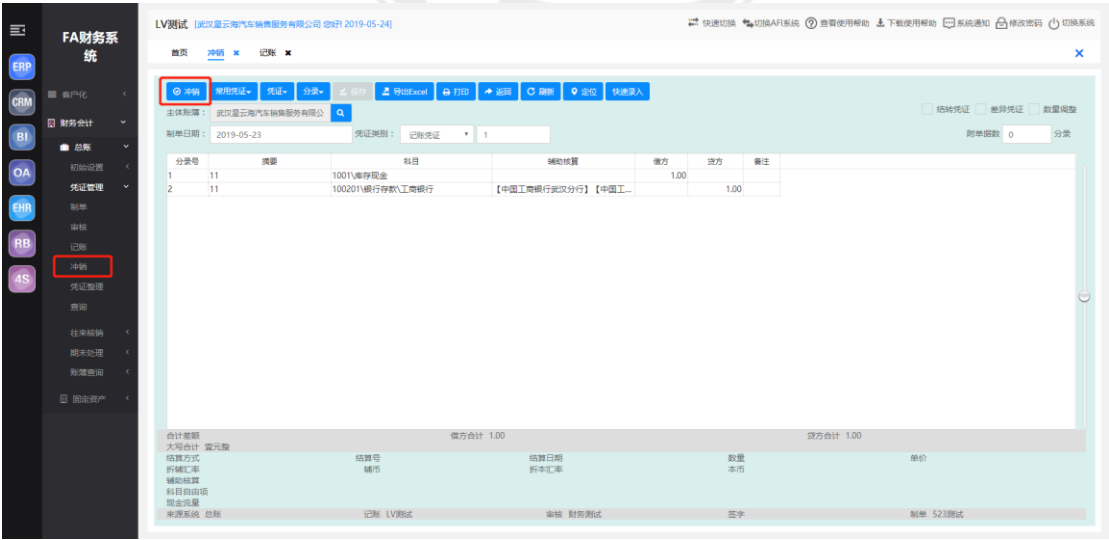 LV测试 [武汉星云海汽车销售服务有限公司 您好! 2019-05-24]
快速切换 切换AFI系统 查看使用帮助 下载使用帮助 系统通知 修改密码 切换系统
FA财务系统
首页 冲销 × 记账 ×
ERP
CRM
BI
OA
EHR
RB
4S
客户化
财务会计
总账
初始设置
凭证管理
制单
审核
记账
冲销
凭证整理
查询
往来核销
期末处理
账簿查询
固定资产
冲销 常用凭证 凭证 分录 保存 导出Excel 打印 返回 刷新 定位 快速录入
主体账簿: 武汉星云海汽车销售服务有限公 结转凭证 差异凭证 数量调整
制单日期: 2019-05-23 凭证类别: 记账凭证 1 附单据数 0 分录
分录号 摘要 科目 辅助核算 借方 贷方 备注
1 11 1001\库存现金 1.00
2 11 100201\银行存款\工商银行 【中国工商银行武汉分行】【中国工... 1.00
合计差额 借方合计 1.00 贷方合计 1.00
大写合计 壹元整
结算方式 结算号 结算日期 数量 单价
折辅汇率 辅币 折本汇率 本币
辅助核算
科目自由项
现金流量
来源系统 总账 记账 LV测试 审核 财务测试 签字 制单 523测试